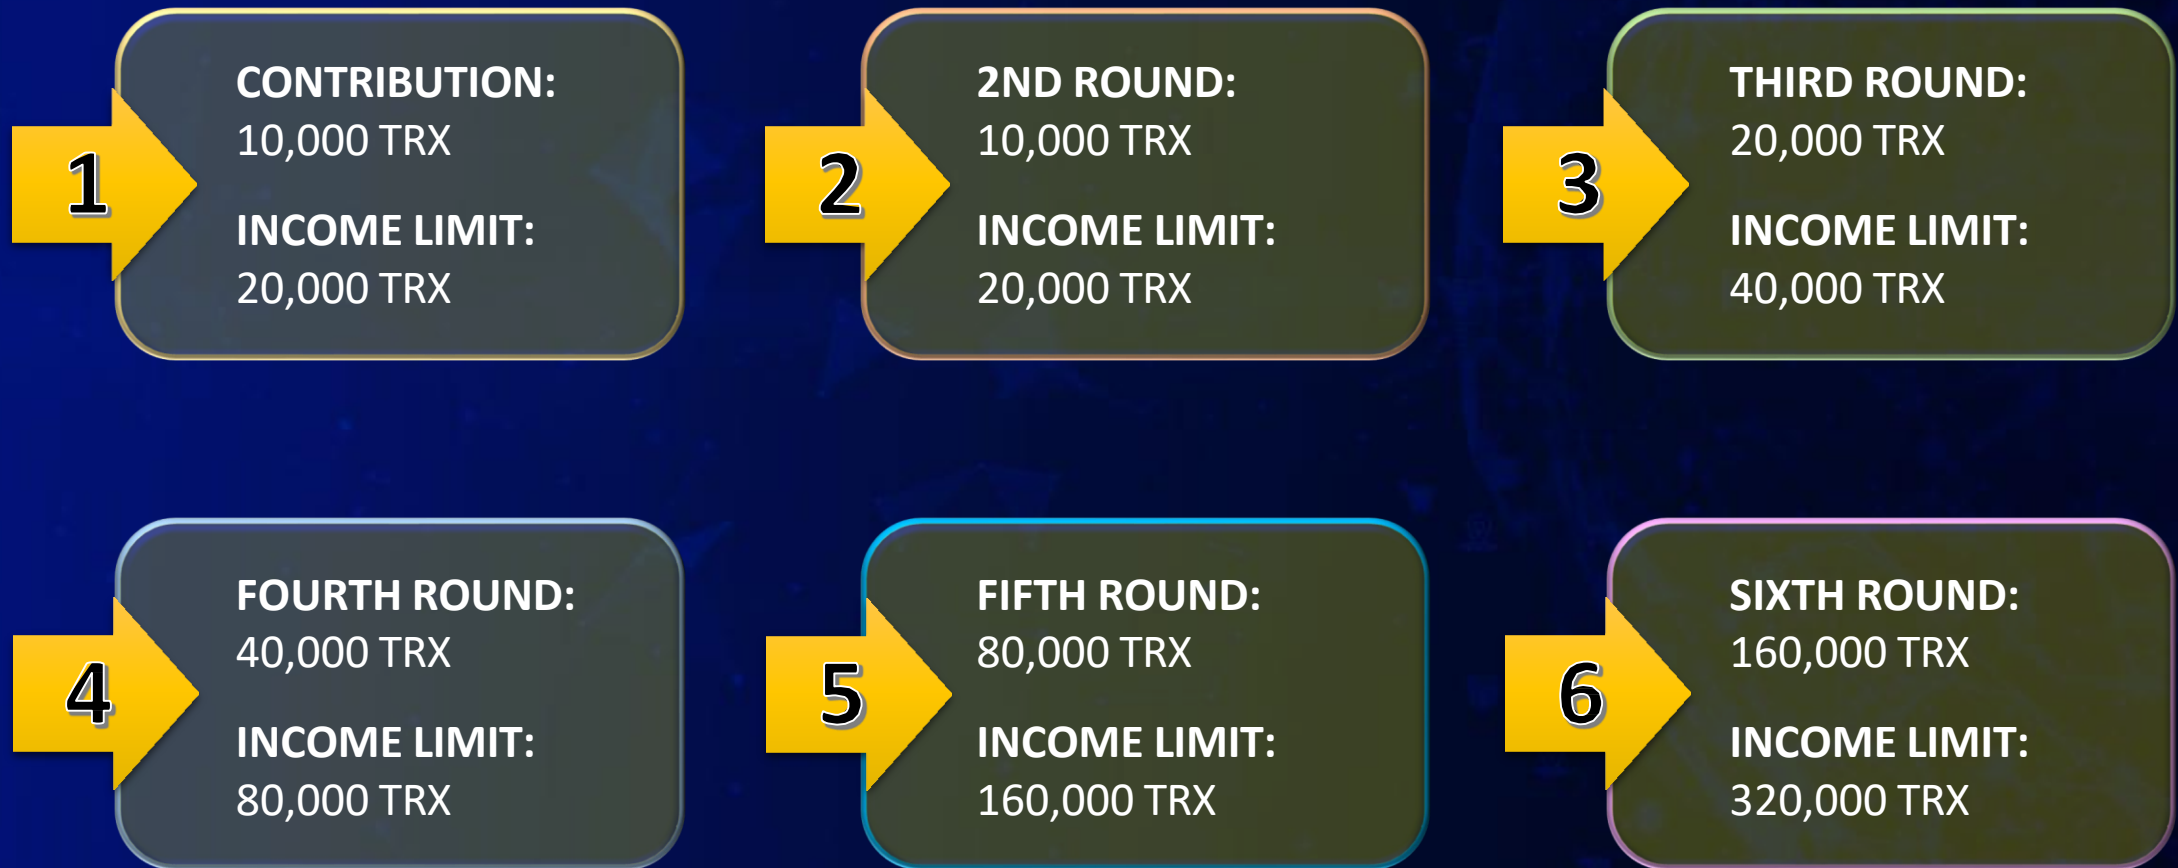 1
CONTRIBUTION:
10,000 TRX
INCOME LIMIT:
20,000 TRX
2
2ND ROUND:
10,000 TRX
INCOME LIMIT:
20,000 TRX
3
THIRD ROUND:
20,000 TRX
INCOME LIMIT:
40,000 TRX
4
FOURTH ROUND:
40,000 TRX
INCOME LIMIT:
80,000 TRX
5
FIFTH ROUND:
80,000 TRX
INCOME LIMIT:
160,000 TRX
6
SIXTH ROUND:
160,000 TRX
INCOME LIMIT:
320,000 TRX